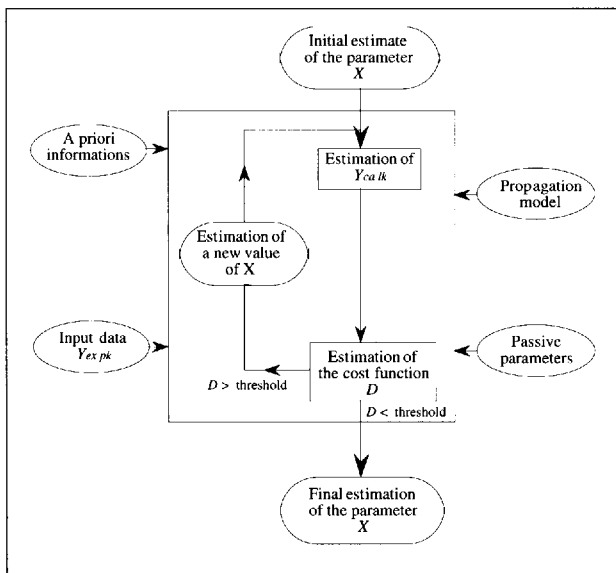 Initial estimate
of the parameter
X
A priori
informations
Estimation of
Yca lk
Propagation
model
Estimation of
a new value
of X
Input data
Yex pk
Estimation of
the cost function
D
Passive
parameters
D > threshold
D < threshold
Final estimation
of the parameter
X